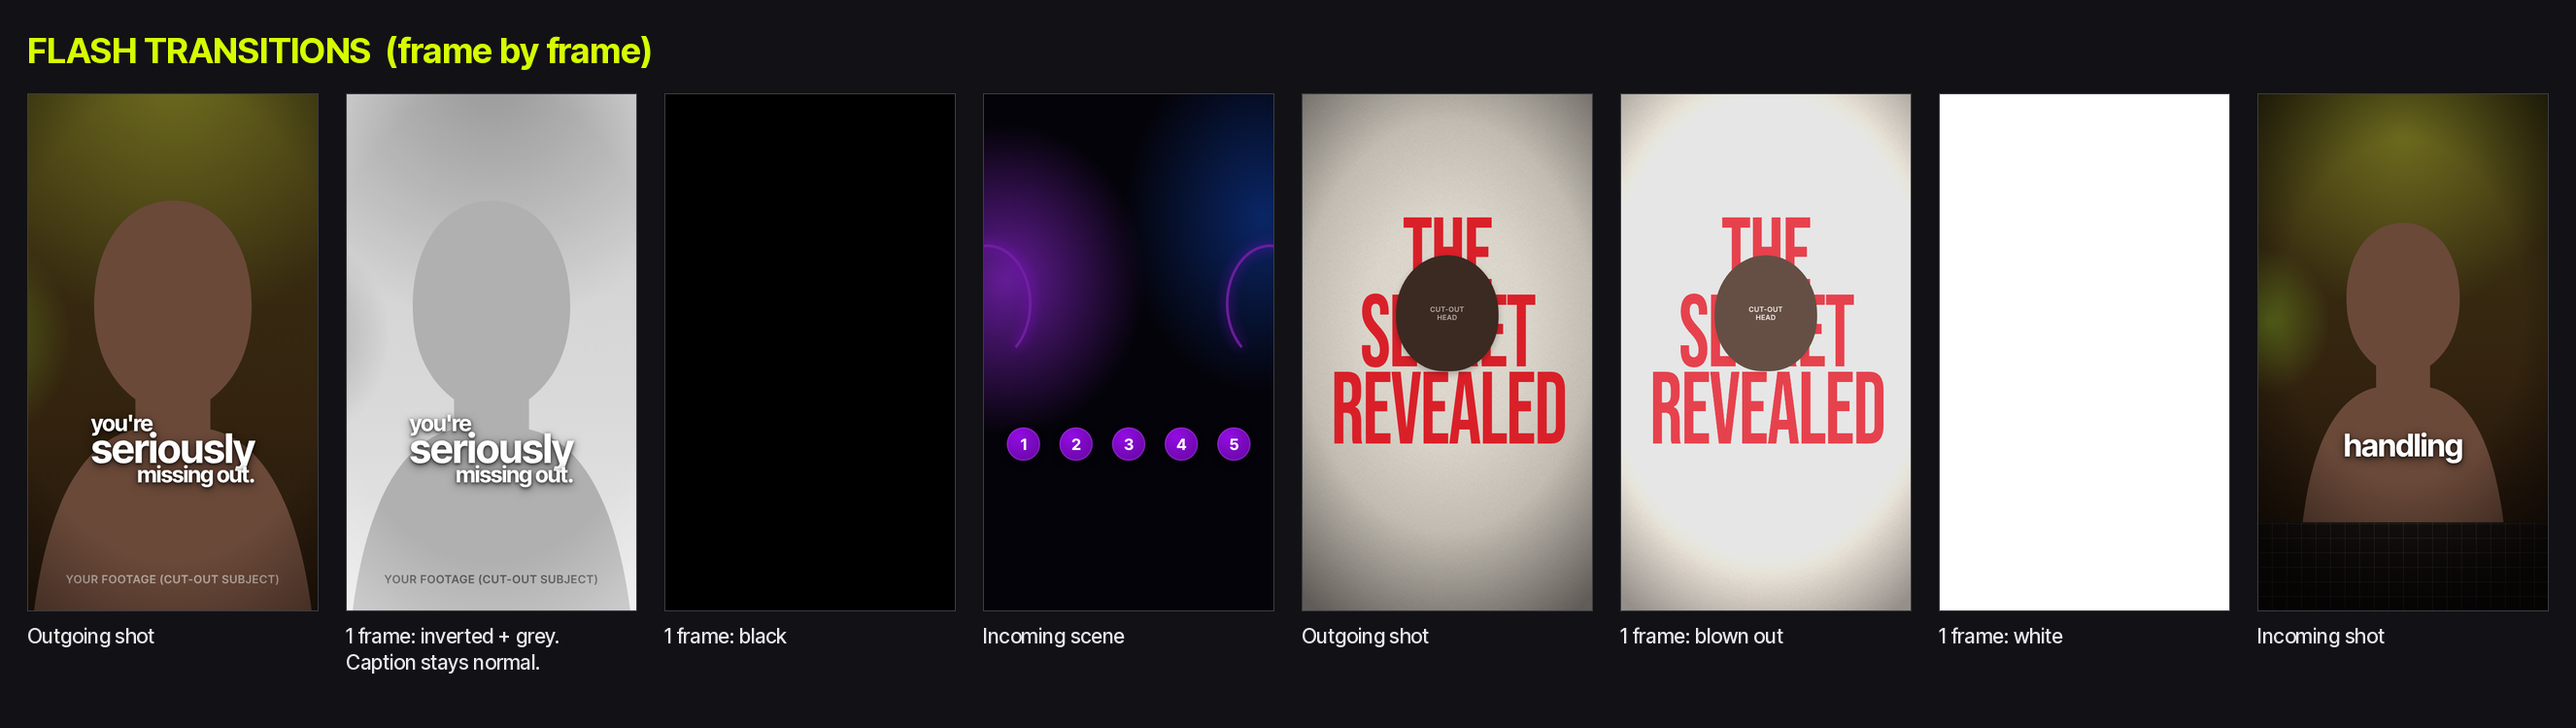 FLASH TRANSITIONS (frame by frame)
you're
seriously
missing out.
YOUR FOOTAGE (CUT-OUT SUBJECT)
Outgoing shot
you're
seriously
missing out.
YOUR FOOTAGE (CUT-OUT SUBJECT)
1 frame: inverted + grey.
Caption stays normal.
1 frame: black
1 2 3 4 5
Incoming scene
THE
CUT-OUT
HEAD
REVEALED
Outgoing shot
THE
CUT-OUT
HEAD
REVEALED
1 frame: blown out
1 frame: white
handling
Incoming shot